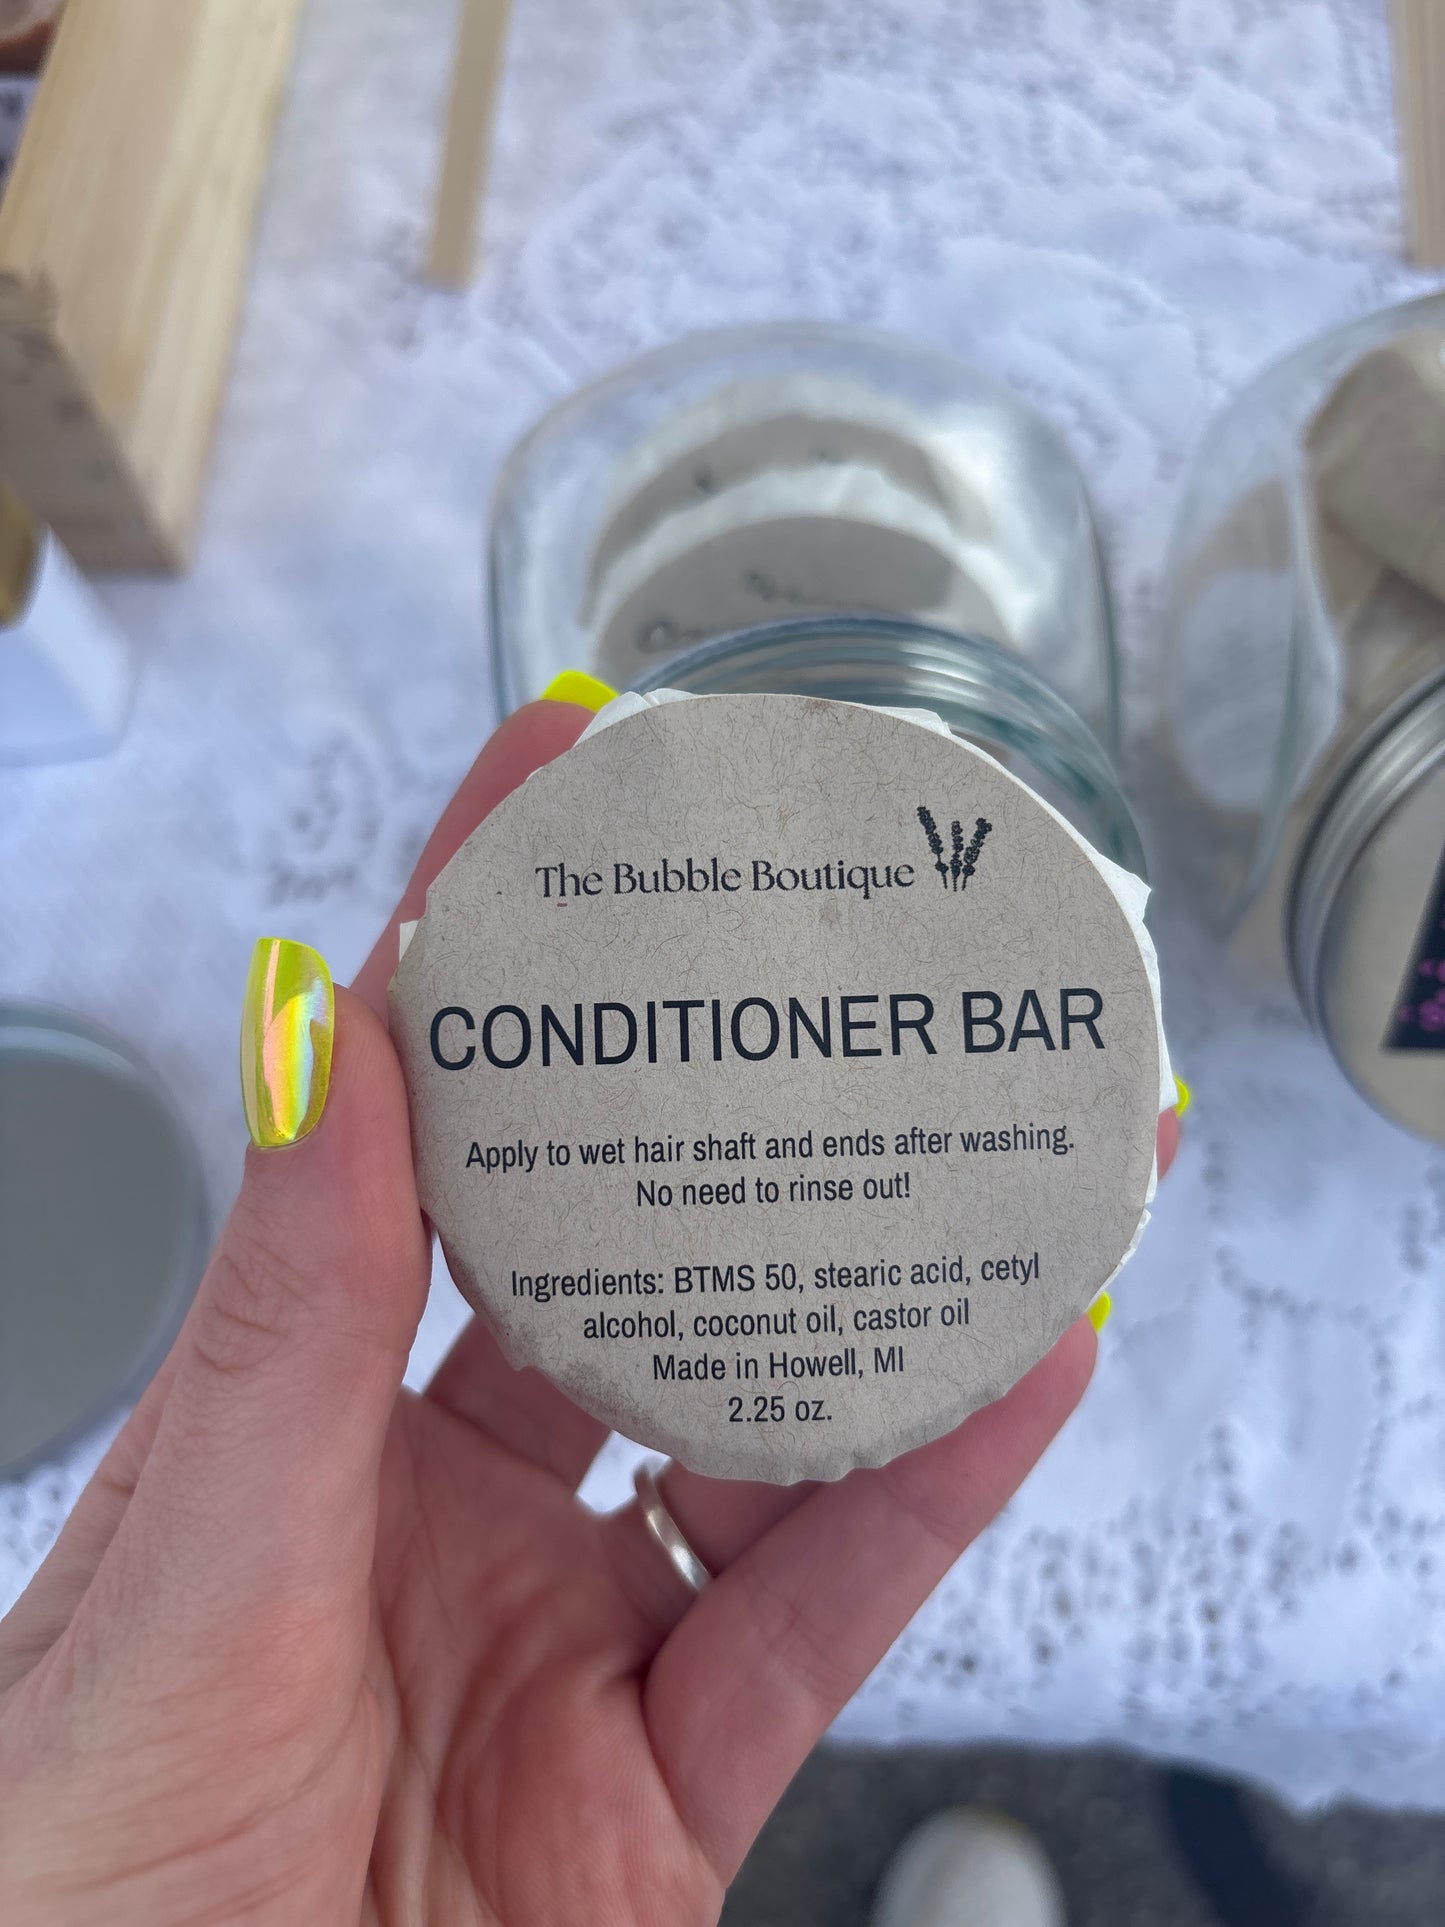 The Bubble Boutique
CONDITIONER BAR
Apply to wet hair shaft and ends after washing.
No need to rinse out!
Ingredients: BTMS 50, stearic acid, cetyl
alcohol, coconut oil, castor oil
Made in Howell, MI
2.25 oz.